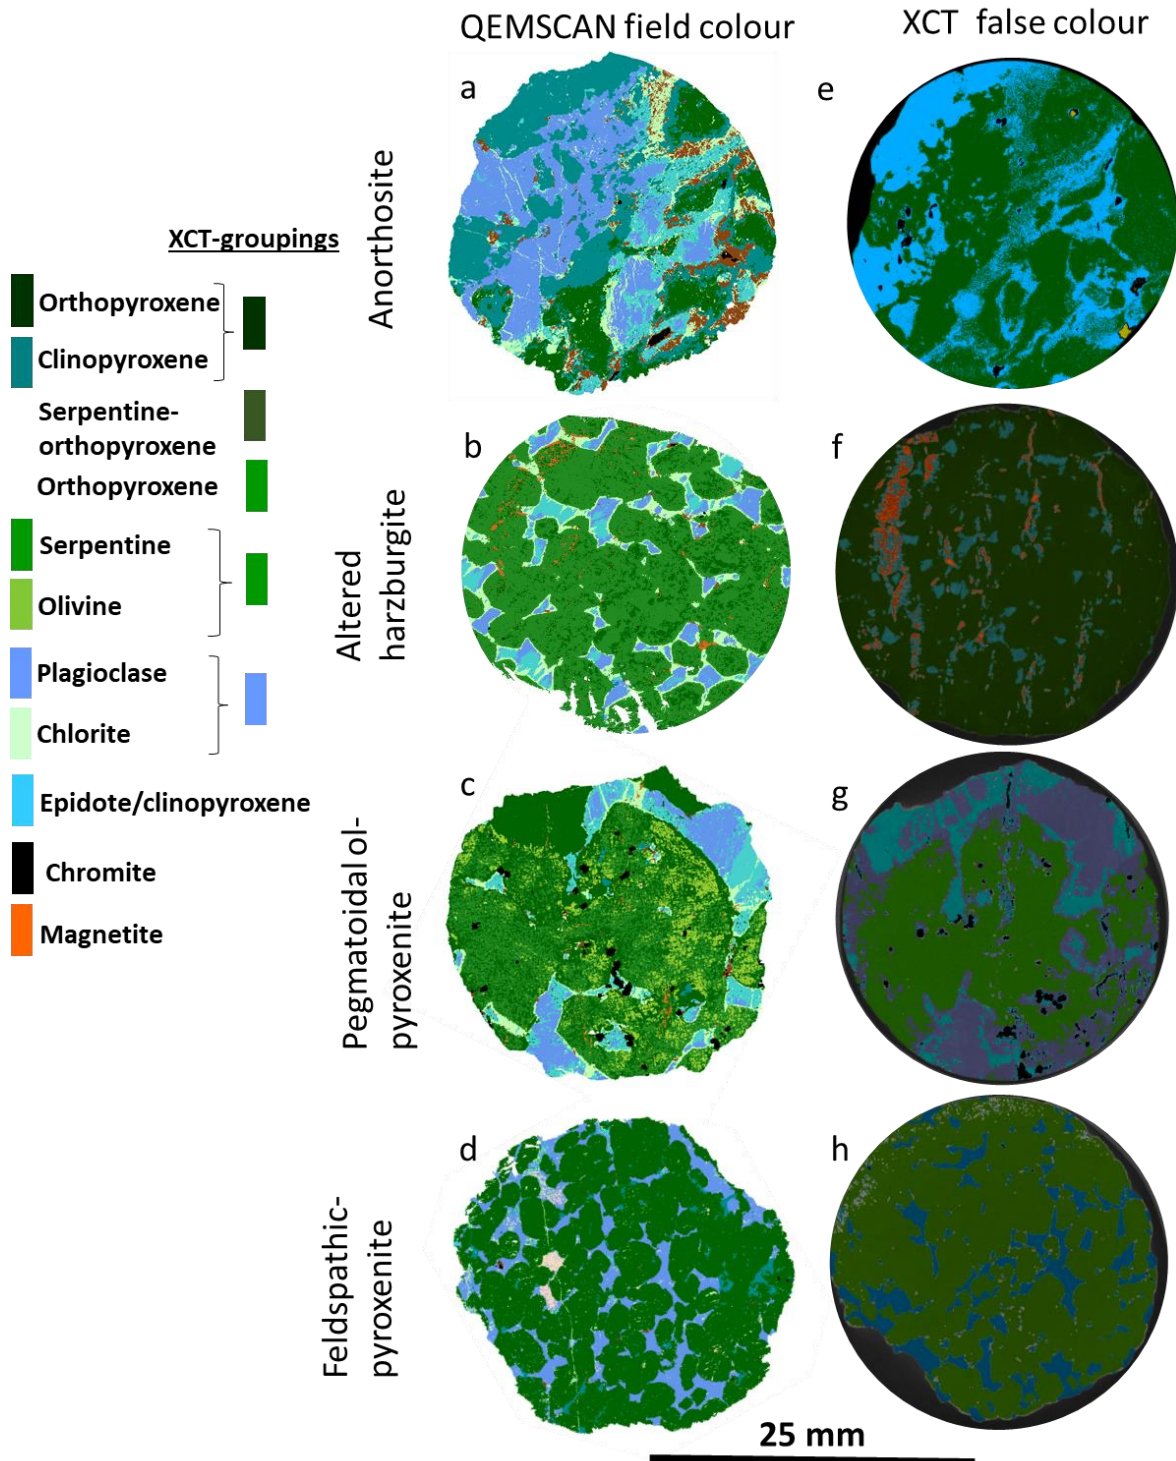 QEMSCAN field colour
XCT false colour
a
e
Anorthosite
XCT-groupings
Orthopyroxene
Clinopyroxene
Serpentine-
orthopyroxene
Orthopyroxene
Serpentine
Olivine
Plagioclase
Chlorite
Epidote/clinopyroxene
Chromite
Magnetite
b
f
Altered
harzburgite
c
g
Pegmatoidal ol-
pyroxenite
d
h
Feldspathic-
pyroxenite
25 mm